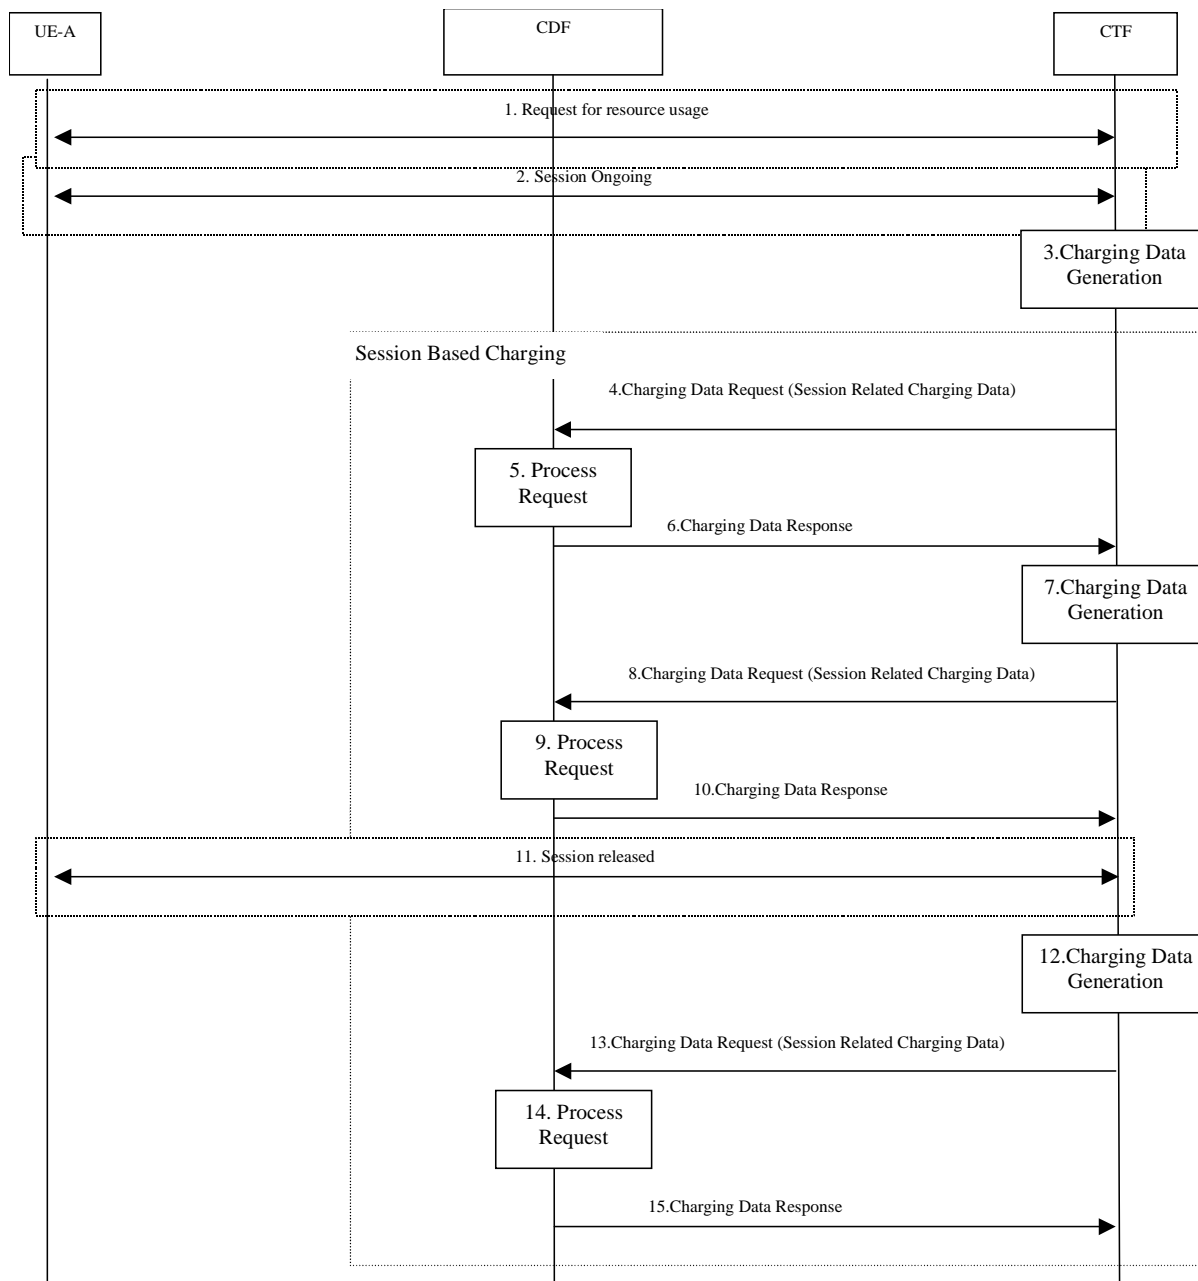 UE-A
CDF
CTF
1. Request for resource usage
2. Session Ongoing
3.Charging Data
Generation
Session Based Charging
4.Charging Data Request (Session Related Charging Data)
5. Process
Request
6.Charging Data Response
7.Charging Data
Generation
8.Charging Data Request (Session Related Charging Data)
9. Process
Request
10.Charging Data Response
11. Session released
12.Charging Data
Generation
13.Charging Data Request (Session Related Charging Data)
14. Process
Request
15.Charging Data Response